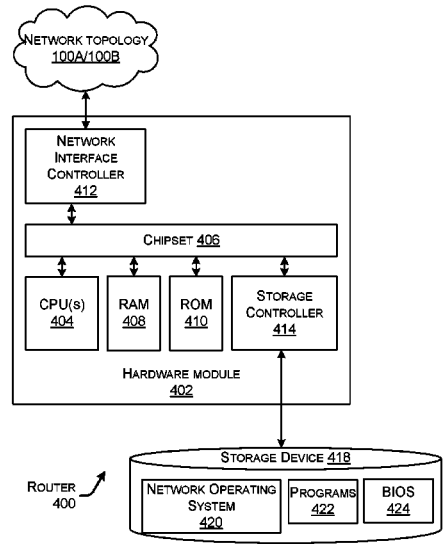 NETWORK TOPOLOGY
100A/100B
NETWORK
INTERFACE
CONTROLLER
412
CHIPSET 406
CPU(S)
404
RAM
408
ROM
410
STORAGE
CONTROLLER
414
HARDWARE MODULE
402
STORAGE DEVICE 418
ROUTER
400
NETWORK OPERATING
SYSTEM
420
PROGRAMS
422
BIOS
424